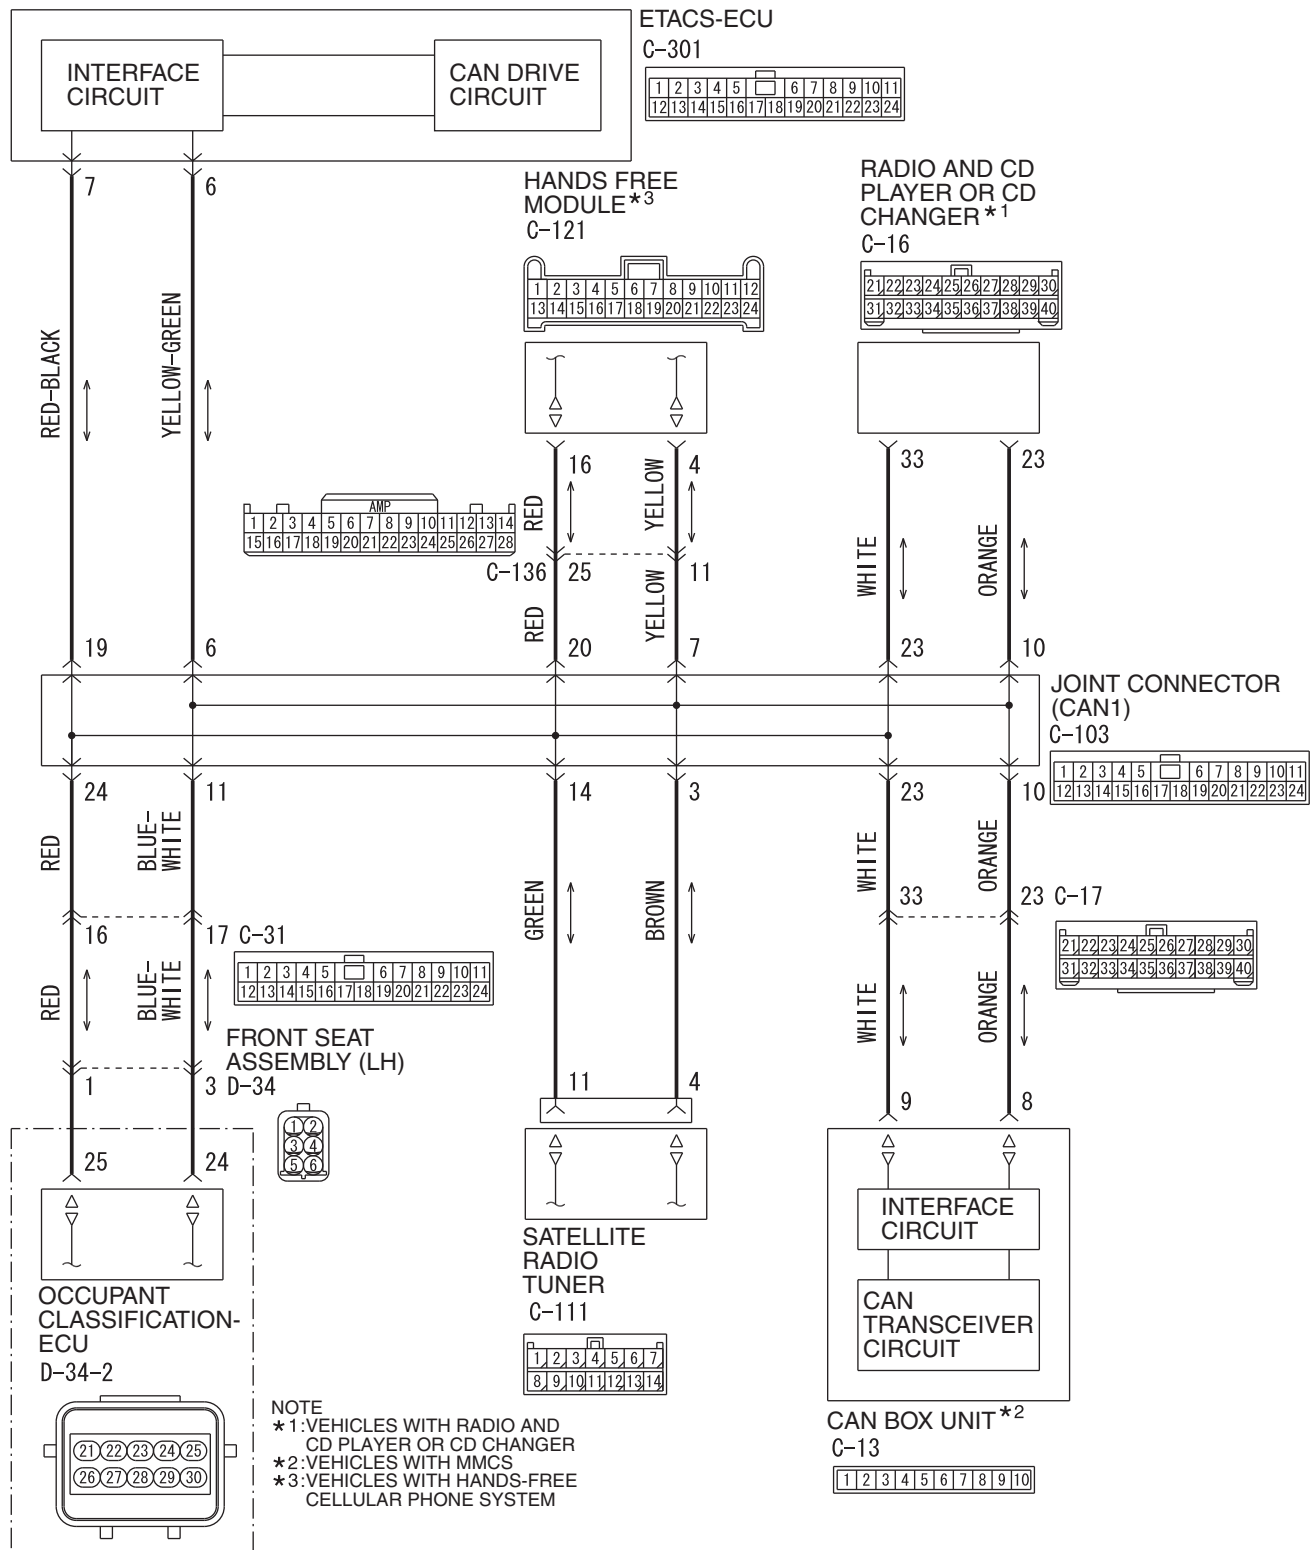 ETACS-ECU
C-301
INTERFACE
CIRCUIT
CAN DRIVE
CIRCUIT
1 2 3 4 5 6 7 8 9 10 11
12 13 14 15 16 17 18 19 20 21 22 23 24
7 6
HANDS FREE
MODULE*3
C-121
1 2 3 4 5 6 7 8 9 10 11 12
13 14 15 16 17 18 19 20 21 22 23 24
RADIO AND CD
PLAYER OR CD
CHANGER*1
C-16
21 22 23 24 25 26 27 28 29 30
31 32 33 34 35 36 37 38 39 40
RED-BLACK
YELLOW-GREEN
16 4
33 23
RED
YELLOW
AMP
1 2 3 4 5 6 7 8 9 10 11 12 13 14
15 16 17 18 19 20 21 22 23 24 25 26 27 28
C-136 25 11
WHITE
ORANGE
RED
YELLOW
19 6 20 7 23 10
JOINT CONNECTOR
(CAN1)
C-103
1 2 3 4 5 6 7 8 9 10 11
12 13 14 15 16 17 18 19 20 21 22 23 24
24 11 14 3 23 10
RED
BLUE-
WHITE
GREEN
BROWN
WHITE
ORANGE
33 23 C-17
21 22 23 24 25 26 27 28 29 30
31 32 33 34 35 36 37 38 39 40
16 17 C-31
1 2 3 4 5 6 7 8 9 10 11
12 13 14 15 16 17 18 19 20 21 22 23 24
RED
BLUE-
WHITE
WHITE
ORANGE
FRONT SEAT
ASSEMBLY (LH)
1 3 D-34
1 2
3 4
5 6
11 4
9 8
25 24
INTERFACE
CIRCUIT
CAN
TRANSCEIVER
CIRCUIT
SATELLITE
RADIO
TUNER
C-111
1 2 3 4 5 6 7
8 9 10 11 12 13 14
OCCUPANT
CLASSIFICATION-
ECU
D-34-2
21 22 23 24 25
26 27 28 29 30
CAN BOX UNIT*2
C-13
1 2 3 4 5 6 7 8 9 10
NOTE
*1:VEHICLES WITH RADIO AND
CD PLAYER OR CD CHANGER
*2:VEHICLES WITH MMCS
*3:VEHICLES WITH HANDS-FREE
CELLULAR PHONE SYSTEM